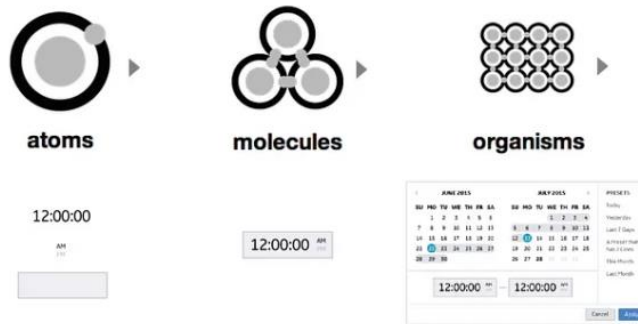 atoms
molecules
organisms
12:00:00
AM
12:00:00 AM
JUNE 2015
JULY 2015
PRESETS
SU MO TU WE TH FR SA
SU MO TU WE TH FR SA
Today
1 2 3 4 5 6
1 2 3 4
Yesterday
7 8 9 10 11 12 13
5 6 7 8 9 10 11
Last 7 Days
14 15 16 17 18 19 20
12 13 14 15 16 17 18
21 22 23 24 25 26 27
19 20 21 22 23 24 25
28 29 30
26 27 28
This Month
Last Month
12:00:00 AM — 12:00:00 AM
Cancel